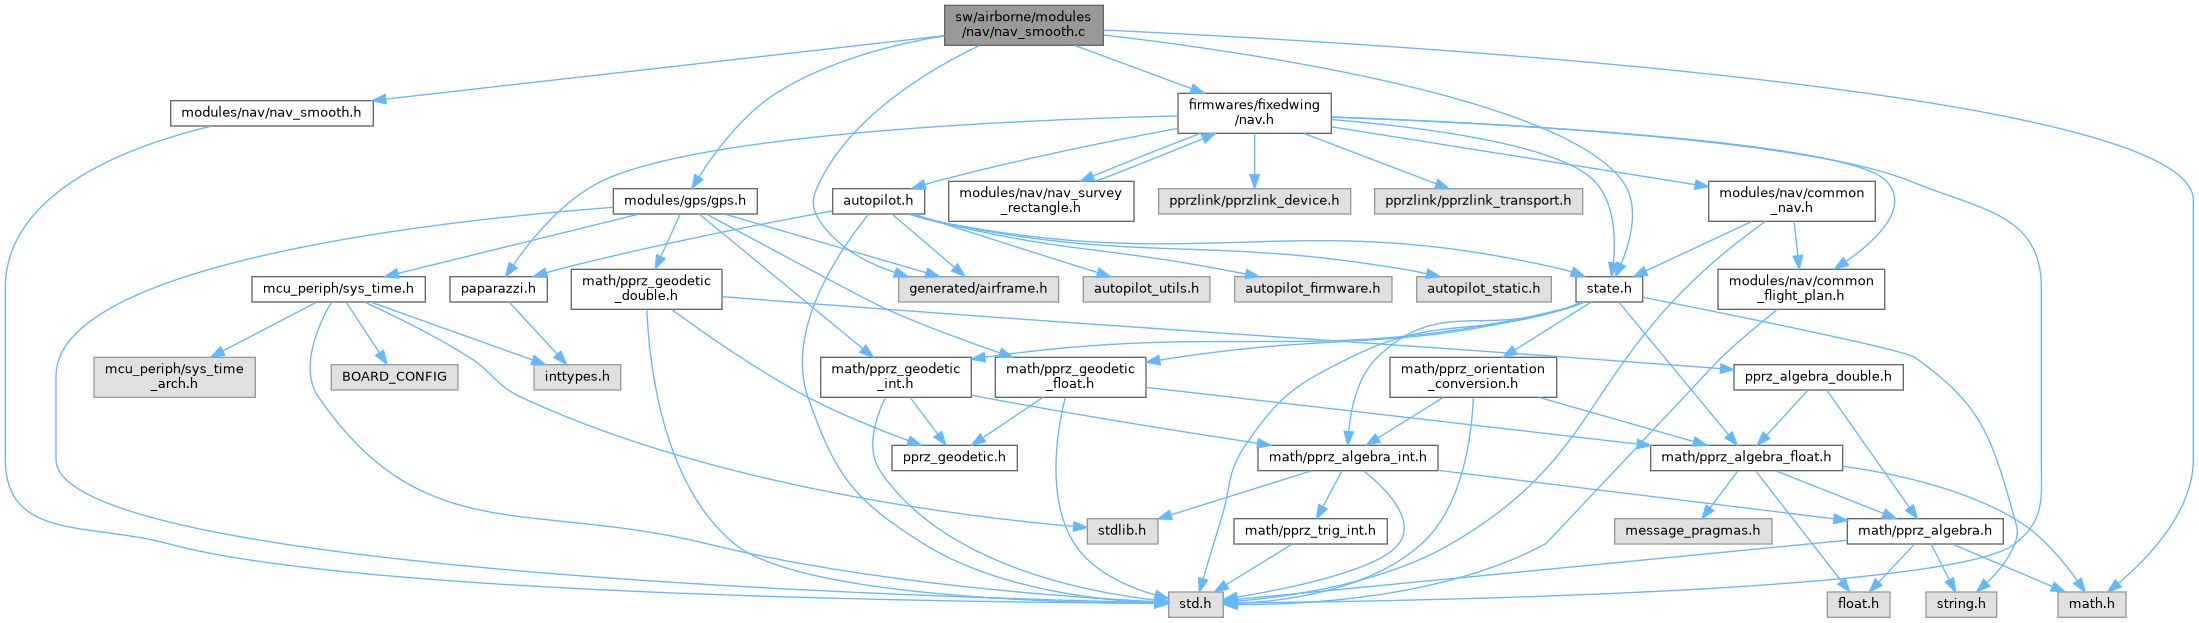 sw/airborne/modules
/nav/nav_smooth.c
modules/nav/nav_smooth.h
firmwares/fixedwing
/nav.h
modules/gps/gps.h
autopilot.h
modules/nav/nav_survey
_rectangle.h
pprzlink/pprzlink_device.h
pprzlink/pprzlink_transport.h
modules/nav/common
_nav.h
mcu_periph/sys_time.h
paparazzi.h
math/pprz_geodetic
_double.h
generated/airframe.h
autopilot_utils.h
autopilot_firmware.h
autopilot_static.h
state.h
modules/nav/common
_flight_plan.h
mcu_periph/sys_time
_arch.h
BOARD_CONFIG
inttypes.h
math/pprz_geodetic
_int.h
math/pprz_geodetic
_float.h
math/pprz_orientation
_conversion.h
pprz_algebra_double.h
pprz_geodetic.h
math/pprz_algebra_int.h
math/pprz_algebra_float.h
stdlib.h
math/pprz_trig_int.h
message_pragmas.h
math/pprz_algebra.h
std.h
float.h
string.h
math.h